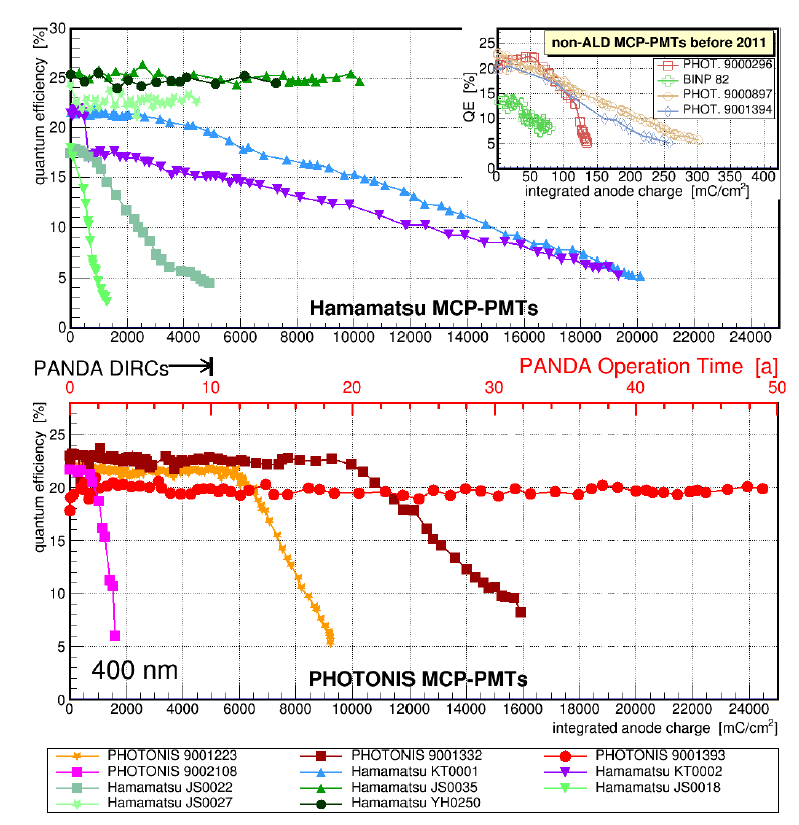 quantum efficiency [%]
30
25
20
15
10
5
0
0 2000 4000 6000 8000 10000 12000 14000 16000 18000 20000 22000 24000
Hamamatsu MCP-PMTs
non-ALD MCP-PMTs before 2011
QE [%]
25
20
15
10
5
0
PHOT. 9000296
BINP 82
PHOT. 9000897
PHOT. 9001394
0 50 100 150 200 250 300 350 400
integrated anode charge [mC/cm²]
PANDA DIRCs
PANDA Operation Time [a]
0 10 20 30 40 50
quantum efficiency [%]
25
20
15
10
5
0
400 nm
PHOTONIS MCP-PMTs
0 2000 4000 6000 8000 10000 12000 14000 16000 18000 20000 22000 24000
integrated anode charge [mC/cm²]
PHOTONIS 9001223 PHOTONIS 9001332 PHOTONIS 9001393
PHOTONIS 9002108 Hamamatsu KT0001 Hamamatsu KT0002
Hamamatsu JS0022 Hamamatsu JS0035 Hamamatsu JS0018
Hamamatsu JS0027 Hamamatsu YH0250